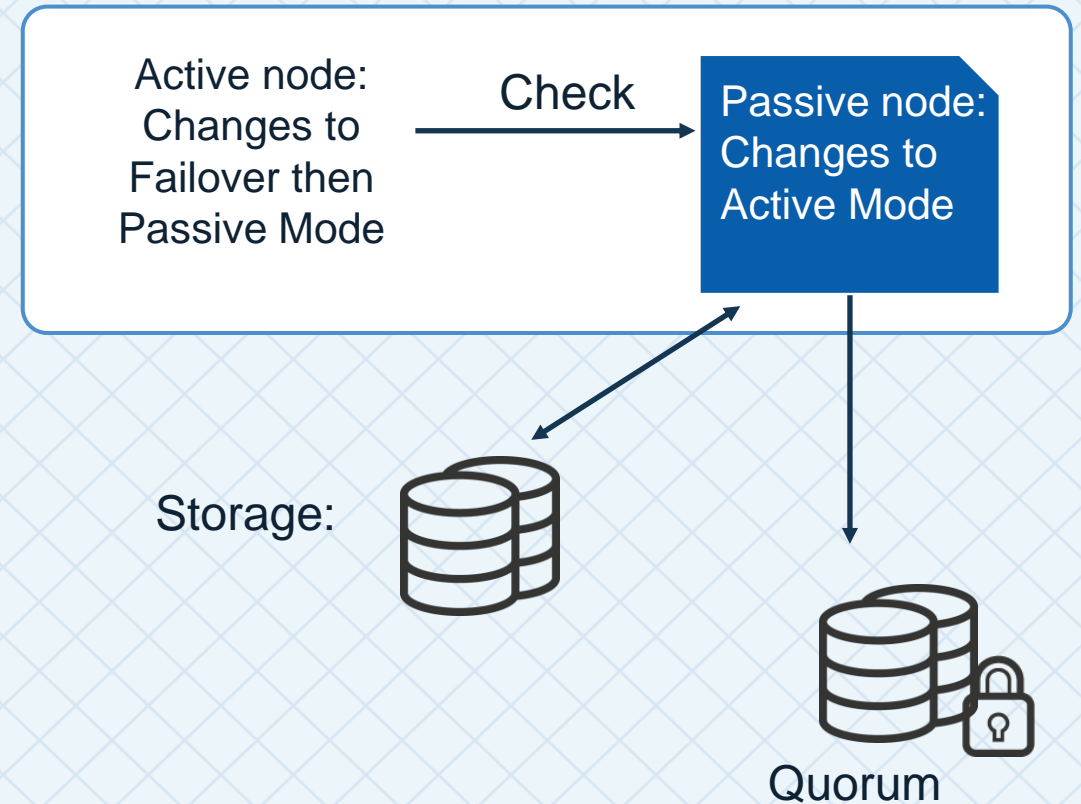 Active node:
Changes to
Failover then
Passive Mode
Check
Passive node:
Changes to
Active Mode
Storage:
Quorum